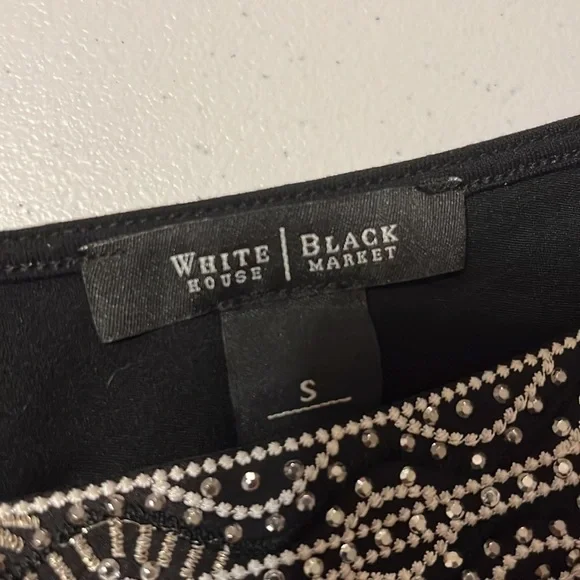 WHITE | BLACK
HOUSE | MARKET
S